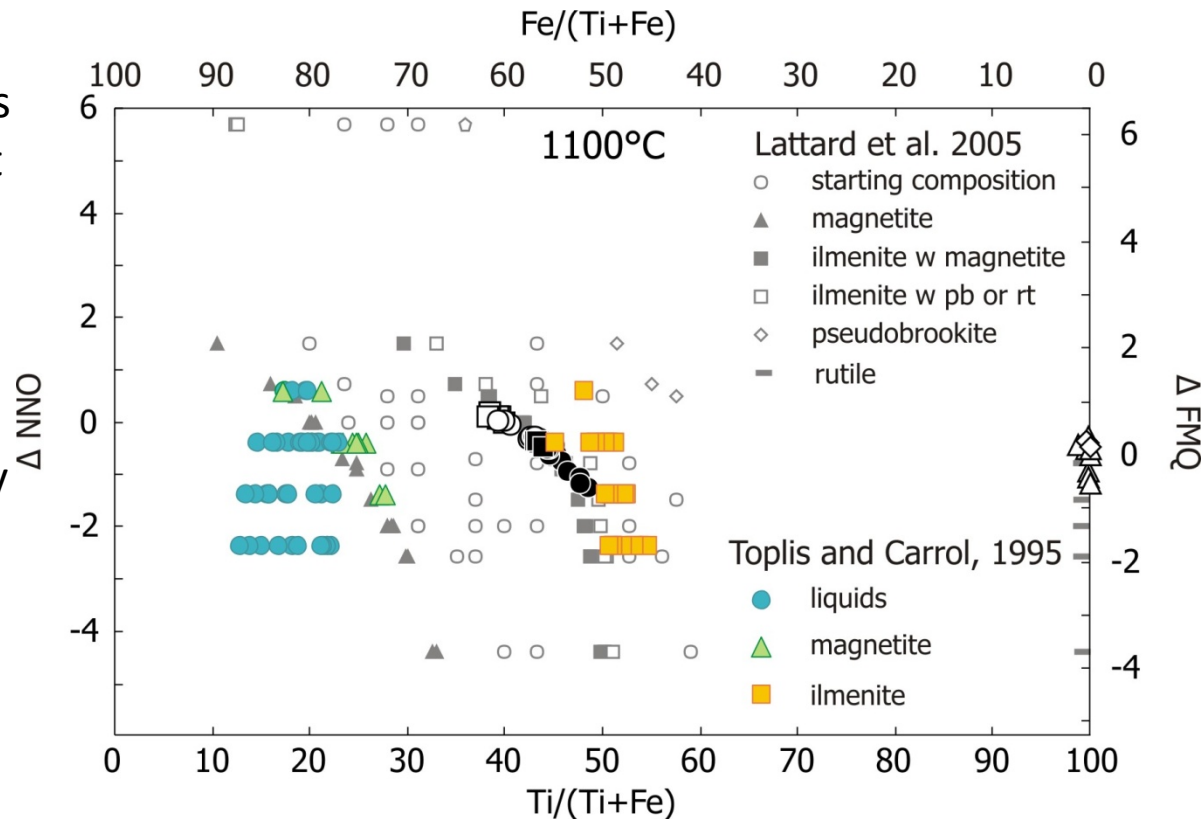 Fe/(Ti+Fe)
100 90 80 70 60 50 40 30 20 10 0
1100°C
Lattard et al. 2005
starting composition
magnetite
ilmenite w magnetite
ilmenite w pb or rt
pseudobrookite
rutile
Toplis and Carrol, 1995
liquids
magnetite
ilmenite
6
4
2
0
-2
-4
Δ NNO
6
4
2
0
-2
-4
Δ FMQ
0 10 20 30 40 50 60 70 80 90 100
Ti/(Ti+Fe)